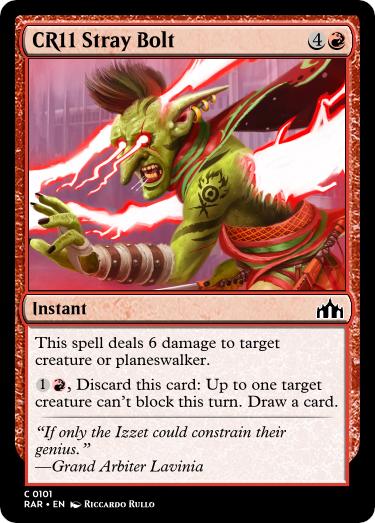 CR11 Stray Bolt
4
Instant
This spell deals 6 damage to target
creature or planeswalker.
1 , Discard this card: Up to one target
creature can't block this turn. Draw a card.
“If only the Izzet could constrain their
genius.”
—Grand Arbiter Lavinia
C 0101
RAR • EN Riccardo Rullo